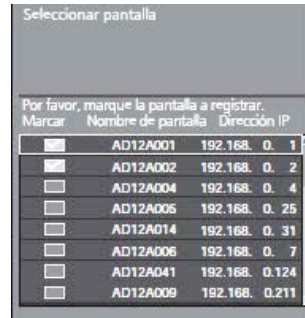 Seleccionar pantalla
Por favor, marque la pantalla a registrar.
Marcar Nombre de pantalla Dirección IP
AD12A001 192.168. 0. 1
AD12A002 192.168. 0. 2
AD12A004 192.168. 0. 4
AD12A005 192.168. 0. 25
AD12A014 192.168. 0. 31
AD12A006 192.168. 0. 7
AD12A041 192.168. 0.124
AD12A009 192.168. 0.211